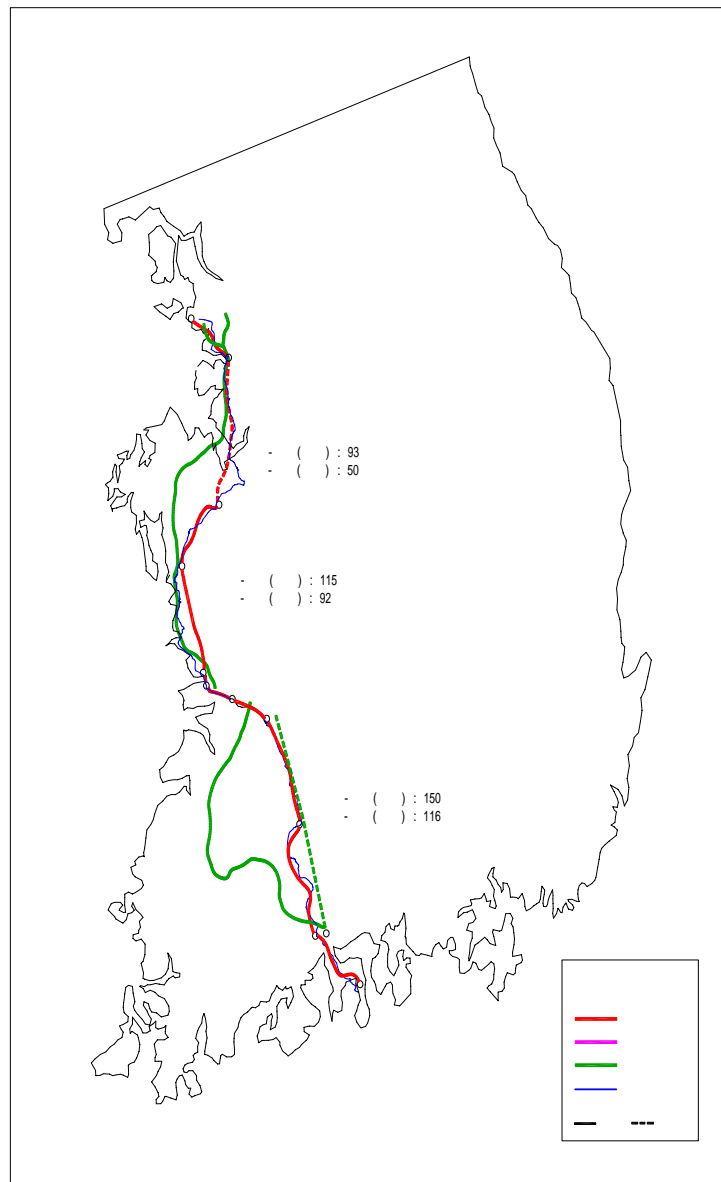 - ( ) : 93
- ( ) : 50
- ( ) : 115
- ( ) : 92
- ( ) : 150
- ( ) : 116